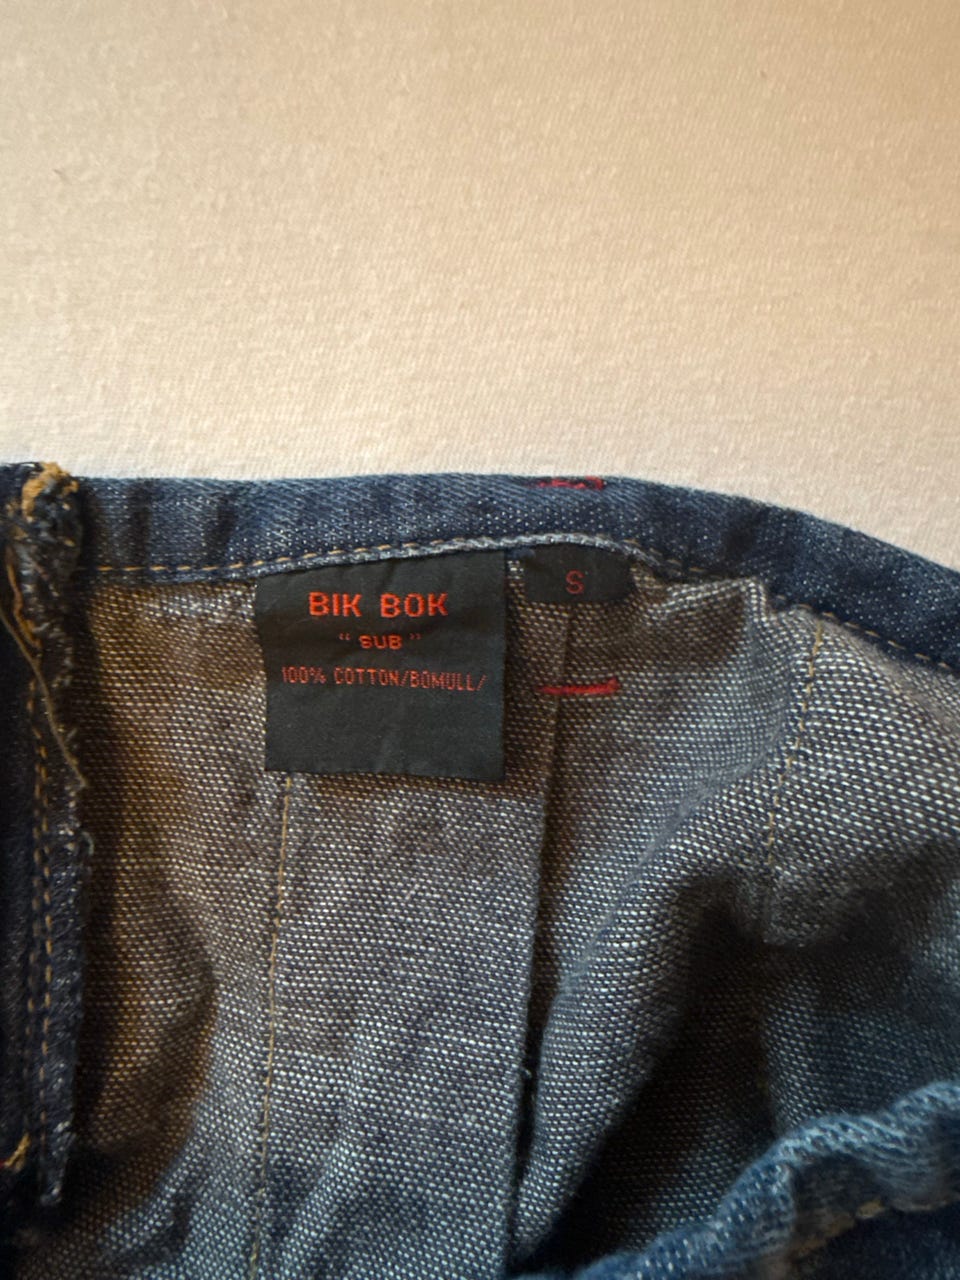 BIK BOK
"SUB"
100% COTTON/BOMULL/
S